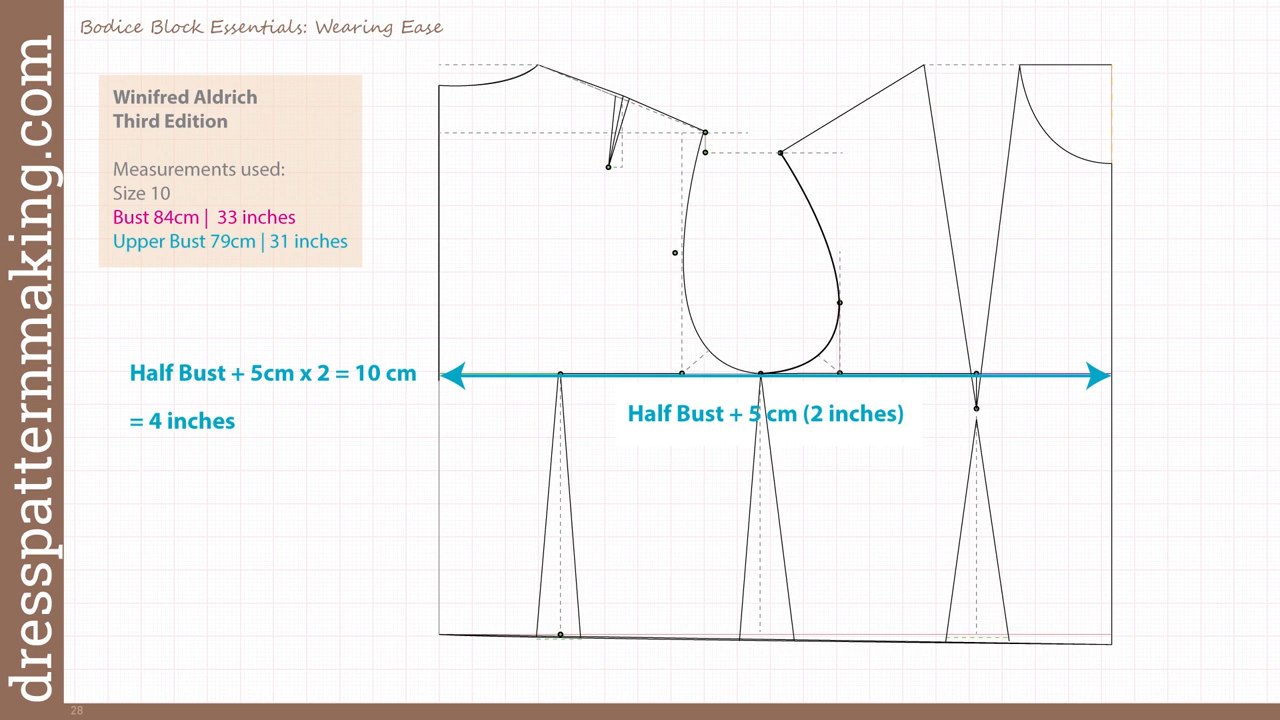 Bodice Block Essentials: Wearing Ease
dresspatternmaking.com
Winifred Aldrich
Third Edition
Measurements used:
Size 10
Bust 84cm | 33 inches
Upper Bust 79cm | 31 inches
Half Bust + 5cm x 2 = 10 cm
= 4 inches
Half Bust + 5 cm (2 inches)
28